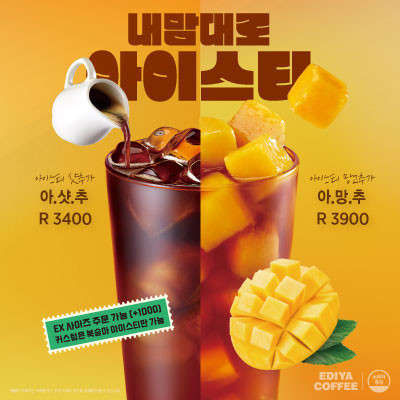 내맘대로
아이스티
아이스티 샷추가
아.샷.추
R 3400
아이스티 망고추가
아.망.추
R 3900
EX 사이즈 주문 가능 (+1000)
커스텀은 복숭아 아이스티만 가능
EDIYA
COFFEE